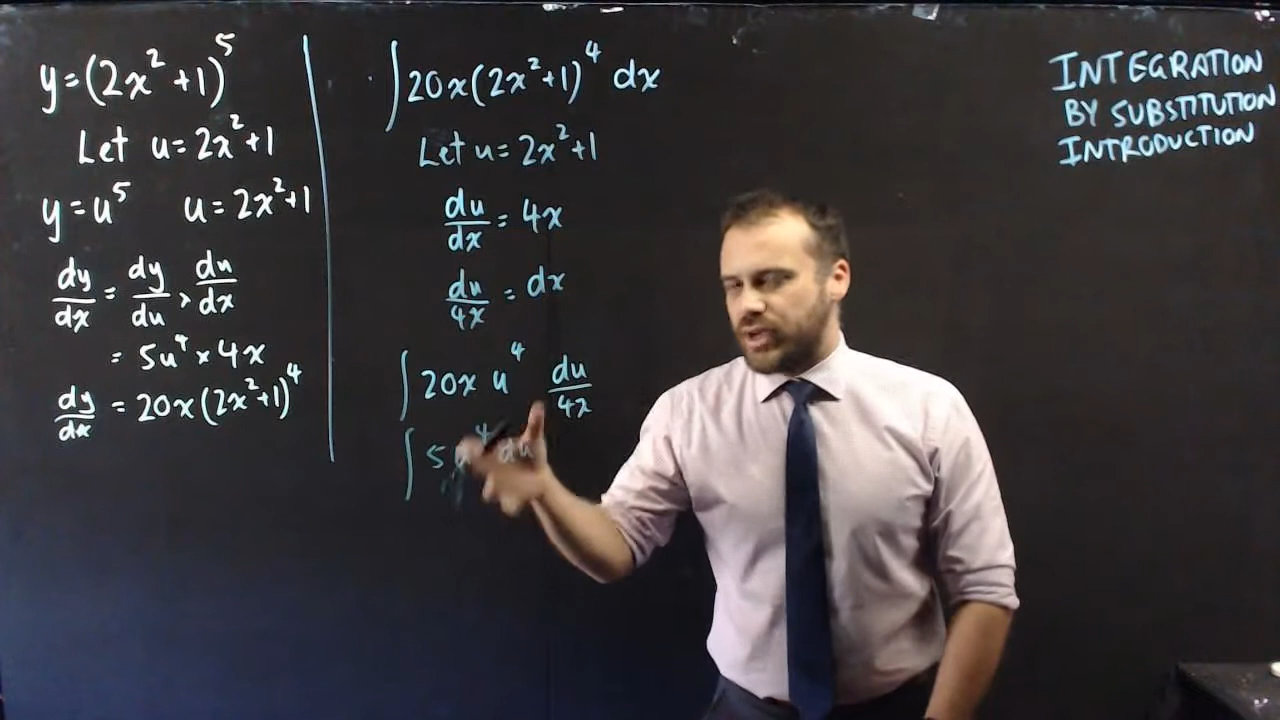 y=(2x²+1)⁵
Let u=2x²+1
y=u⁵ u=2x²+1
dy/dx = dy/du × du/dx
= 5u⁴ × 4x
dy/dx = 20x(2x²+1)⁴
∫20x(2x²+1)⁴ dx
Let u=2x²+1
du/dx = 4x
du/4x = dx
∫20x u⁴ du/4x
∫5u⁴ du
INTEGRATION
BY SUBSTITUTION
INTRODUCTION